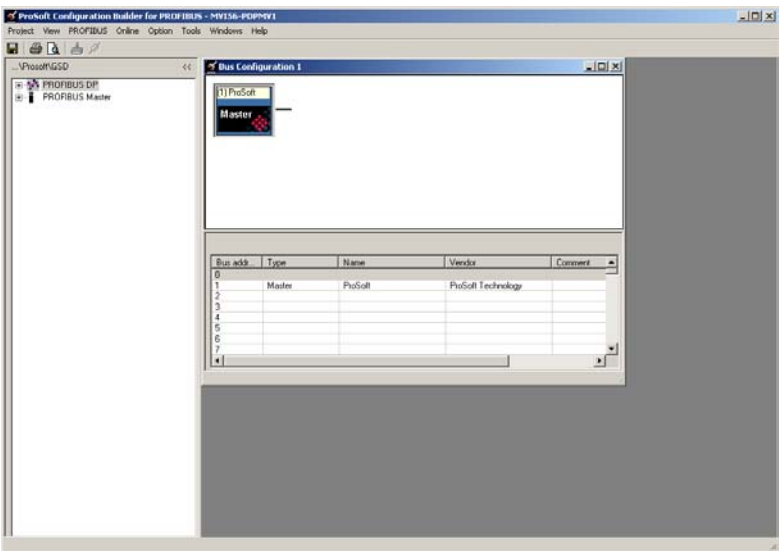 ProSoft Configuration Builder for PROFIBUS - MVI56-PDPMV1
Project View PROFIBUS Online Option Tools Windows Help
...\Prosoft\GSD <<
PROFIBUS DP
PROFIBUS Master
Bus Configuration 1
(1) ProSoft
Master
Bus addr... Type Name Vendor Comment
0
1 Master ProSoft ProSoft Technology
2
3
4
5
6
7